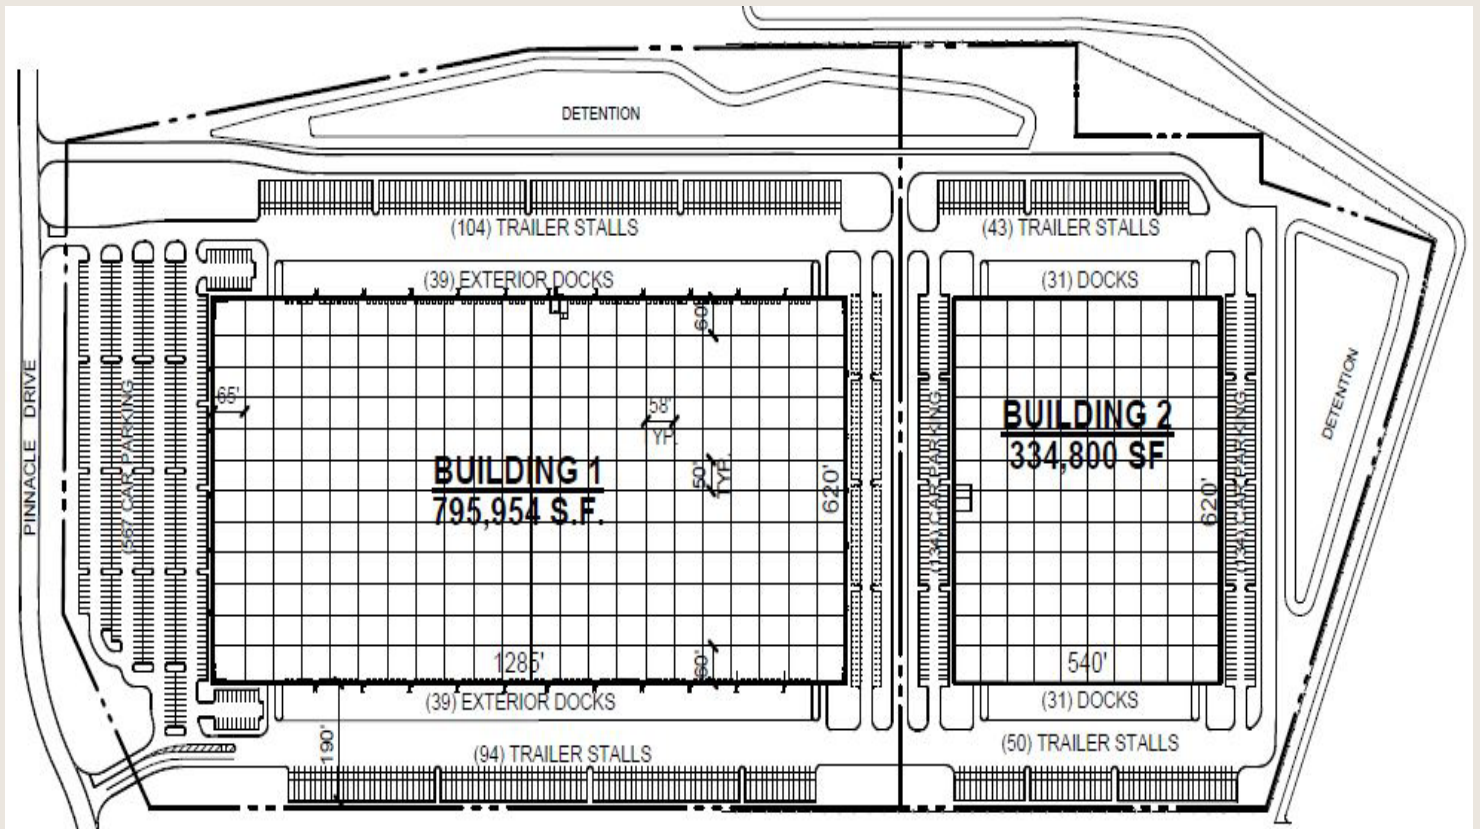 DETENTION
(104) TRAILER STALLS
(43) TRAILER STALLS
(39) EXTERIOR DOCKS
(31) DOCKS
60'
65'
58'
YP.
50'
TYP.
PINNACLE DRIVE
(567 CAR PARKING
BUILDING 1
795,954 S.F.
620'
(134) CAR PARKING
BUILDING 2
334,800 SF
620'
(134) CAR PARKING
DETENTION
1285'
60'
540'
(39) EXTERIOR DOCKS
(31) DOCKS
190'
(94) TRAILER STALLS
(50) TRAILER STALLS